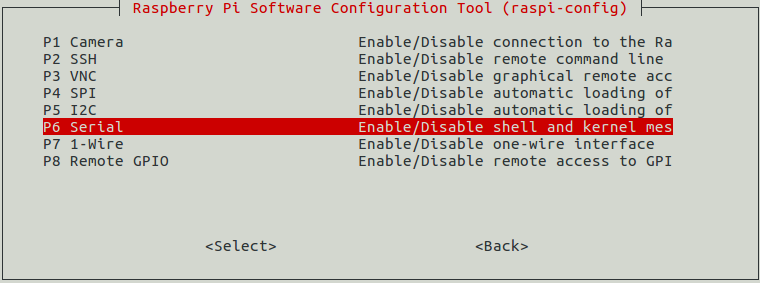 Raspberry Pi Software Configuration Tool (raspi-config)
P1 Camera Enable/Disable connection to the Ra
P2 SSH Enable/Disable remote command line
P3 VNC Enable/Disable graphical remote acc
P4 SPI Enable/Disable automatic loading of
P5 I2C Enable/Disable automatic loading of
P6 Serial Enable/Disable shell and kernel mes
P7 1-Wire Enable/Disable one-wire interface
P8 Remote GPIO Enable/Disable remote access to GPI
<Select> <Back>